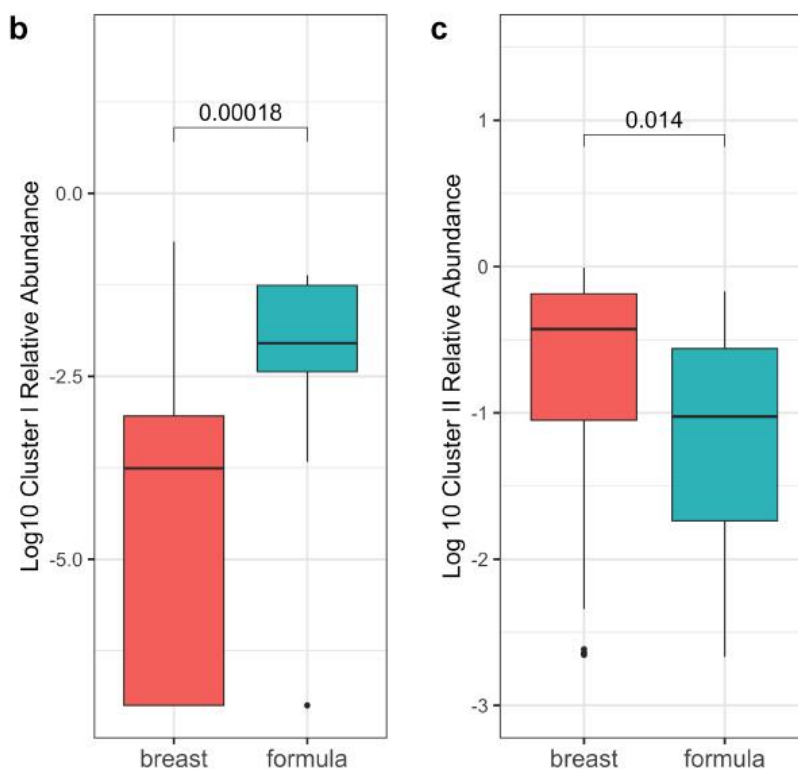 b
0.00018
Log10 Cluster I Relative Abundance
0.0
-2.5
-5.0
breast
formula
c
0.014
Log 10 Cluster II Relative Abundance
1
0
-1
-2
-3
breast
formula